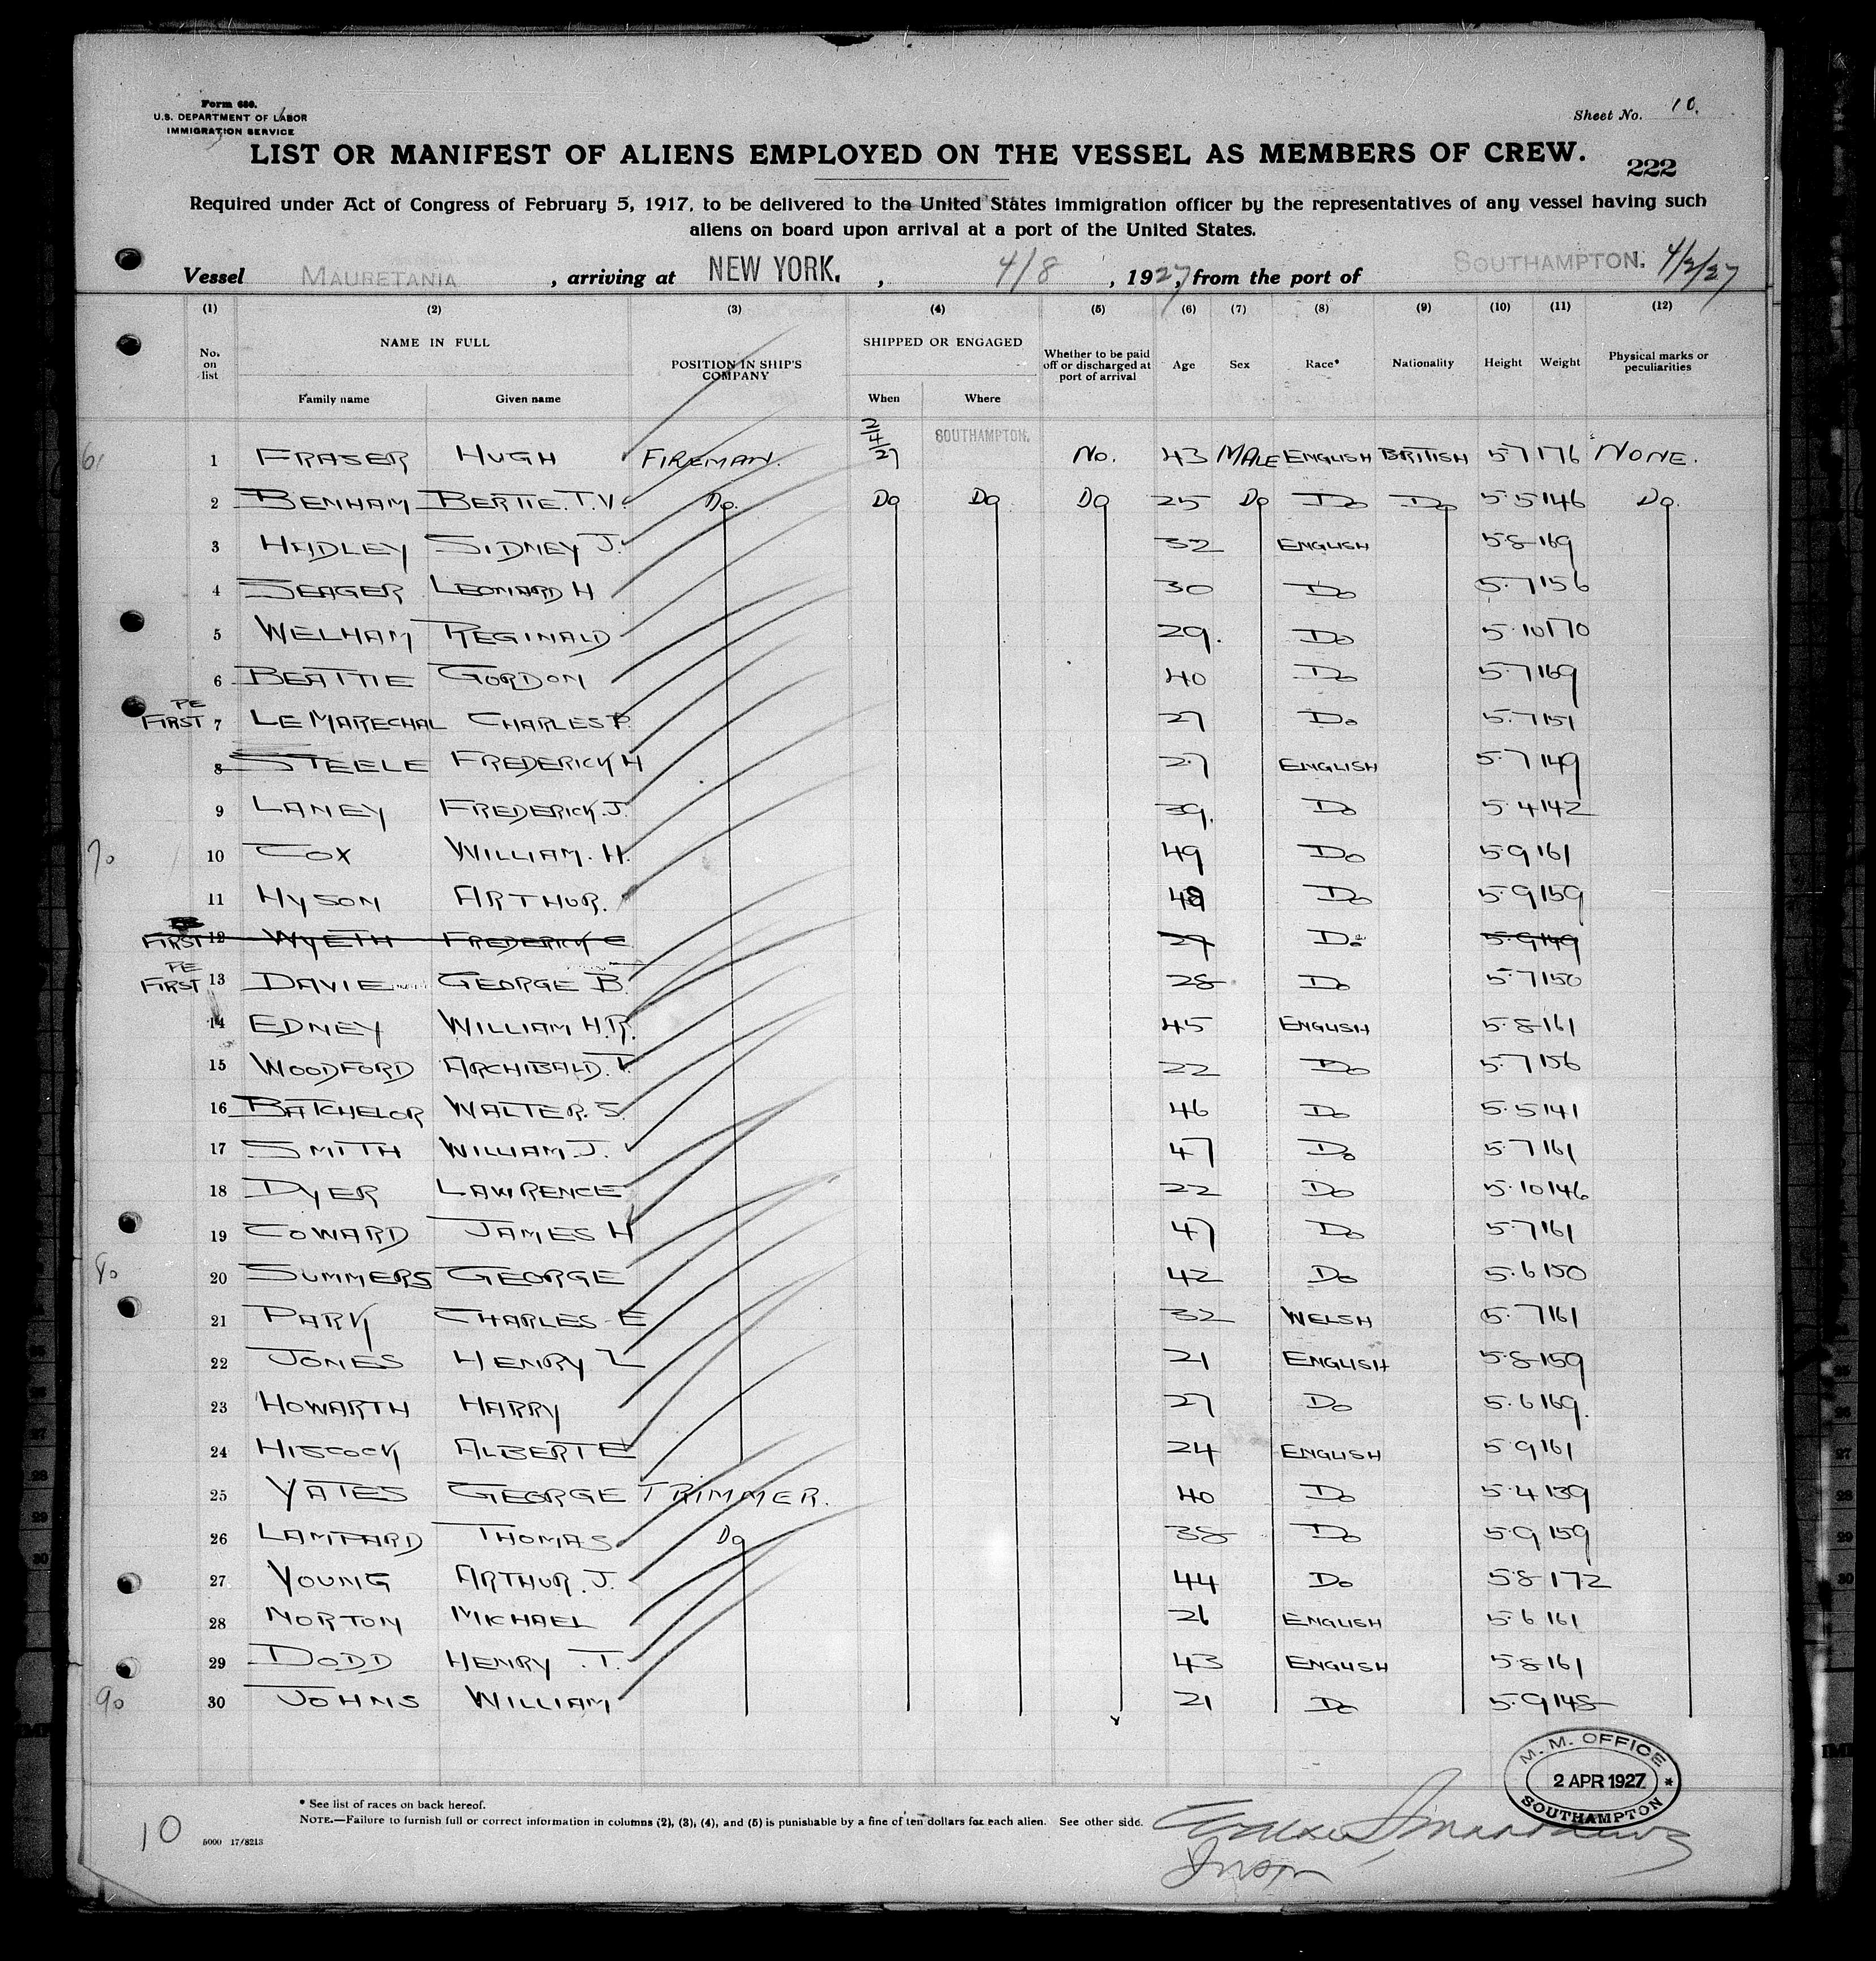 Form 680.
U.S. DEPARTMENT OF LABOR
IMMIGRATION SERVICE
Sheet No. 10.
LIST OR MANIFEST OF ALIENS EMPLOYED ON THE VESSEL AS MEMBERS OF CREW.
222
Required under Act of Congress of February 5, 1917, to be delivered to the United States immigration officer by the representatives of any vessel having such
aliens on board upon arrival at a port of the United States.
Vessel MAURETANIA, arriving at NEW YORK., 4/8, 1927, from the port of SOUTHAMPTON. 4/2/27
(1) (2) (3) (4) (5) (6) (7) (8) (9) (10) (11) (12)
No. on list NAME IN FULL Family name Given name POSITION IN SHIP'S COMPANY SHIPPED OR ENGAGED When Where Whether to be paid off or discharged at port of arrival Age Sex Race* Nationality Height Weight Physical marks or peculiarities
61 1 FRASER HUGH FIREMAN. 2/4/27 SOUTHAMPTON. No. 43 MALE ENGLISH BRITISH 5 7 176 NONE.
2 BENHAM BERTIE. T. V. Do. Do Do Do 25 Do Do Do 5·5 146 Do.
3 HADLEY SIDNEY J. 32 ENGLISH 5·8 169
4 SEAGER LEONARD H 30 Do 5·7 156
5 WELHAM REGINALD 29. Do 5·10 170
6 BEATTIE GORDON 40 Do 5·7 169
PE
FIRST 7 LE MARECHAL CHARLES P. 27 Do 5·7 151
8 STEELE FREDERICK H 27 ENGLISH 5·7 149
9 LANEY FREDERICK. J. 39. Do 5·4 142
70 10 COX WILLIAM. H. 49 Do 5·9 161
11 HYSON ARTHUR. 48 Do 5·9 159
FIRST 12 WYETH FREDERICK C 27 Do 5·9 149
PE
FIRST 13 DAVIE GEORGE B. 28 Do 5·7 150
14 EDNEY WILLIAM H.R. 45 ENGLISH 5·8 161
15 WOODFORD ARCHIBALD. T. 22 Do 5·7 156
16 BATCHELOR WALTER. S. 46 Do 5·5 141
17 SMITH WILLIAM J. 47 Do 5·7 161
18 DYER LAWRENCE 22 Do 5·10 146
19 COWARD JAMES H 47 Do 5·7 161
80 20 SUMMERS GEORGE 42 Do 5·6 150
21 PARK CHARLES E 32 WELSH 5·7 161
22 JONES HENRY L 21 ENGLISH 5·8 159
23 HOWARTH HARRY 27 Do 5·6 169.
24 HISCOCK ALBERT E 24 ENGLISH 5·9 161
25 YATES GEORGE TRIMMER. 40 Do 5·4 139
26 LAMPARD THOMAS Do 38 Do 5·9 159
27 YOUNG ARTHUR. J. 44 Do 5·8 172
28 NORTON MICHAEL 26 ENGLISH 5·6 161
29 DODD HENRY. T. 43 ENGLISH 5·8 161
90 30 JOHNS WILLIAM 21 Do 5·9 148
M. M. OFFICE
2 APR 1927
SOUTHAMPTON
* See list of races on back hereof.
NOTE.—Failure to furnish full or correct information in columns (2), (3), (4), and (5) is punishable by a fine of ten dollars for each alien. See other side.
10
5000 17/8213